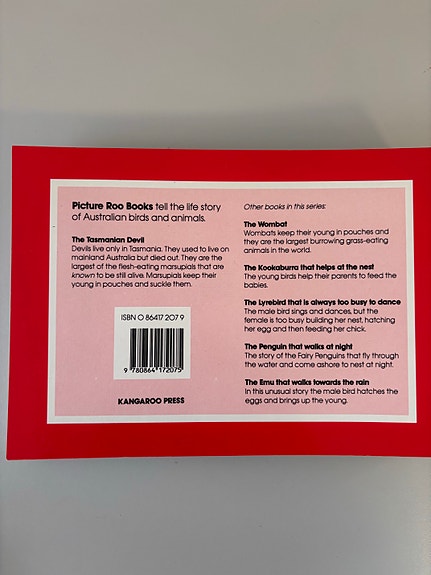 Picture Roo Books tell the life story
of Australian birds and animals.
The Tasmanian Devil
Devils live only in Tasmania. They used to live on
mainland Australia but died out. They are the
largest of the flesh-eating marsupials that are
known to be still alive. Marsupials keep their
young in pouches and suckle them.
ISBN O 86417 2O7 9
9 780864 172075
KANGAROO PRESS
Other books in this series:
The Wombat
Wombats keep their young in pouches and
they are the largest burrowing grass-eating
animals in the world.
The Kookaburra that helps at the nest
The young birds help their parents to feed the
babies.
The Lyrebird that is always too busy to dance
The male bird sings and dances, but the
female is too busy building her nest, hatching
her egg and then feeding her chick.
The Penguin that walks at night
The story of the Fairy Penguins that fly through
the water and come ashore to nest at night.
The Emu that walks towards the rain
In this unusual story the male bird hatches the
eggs and brings up the young.